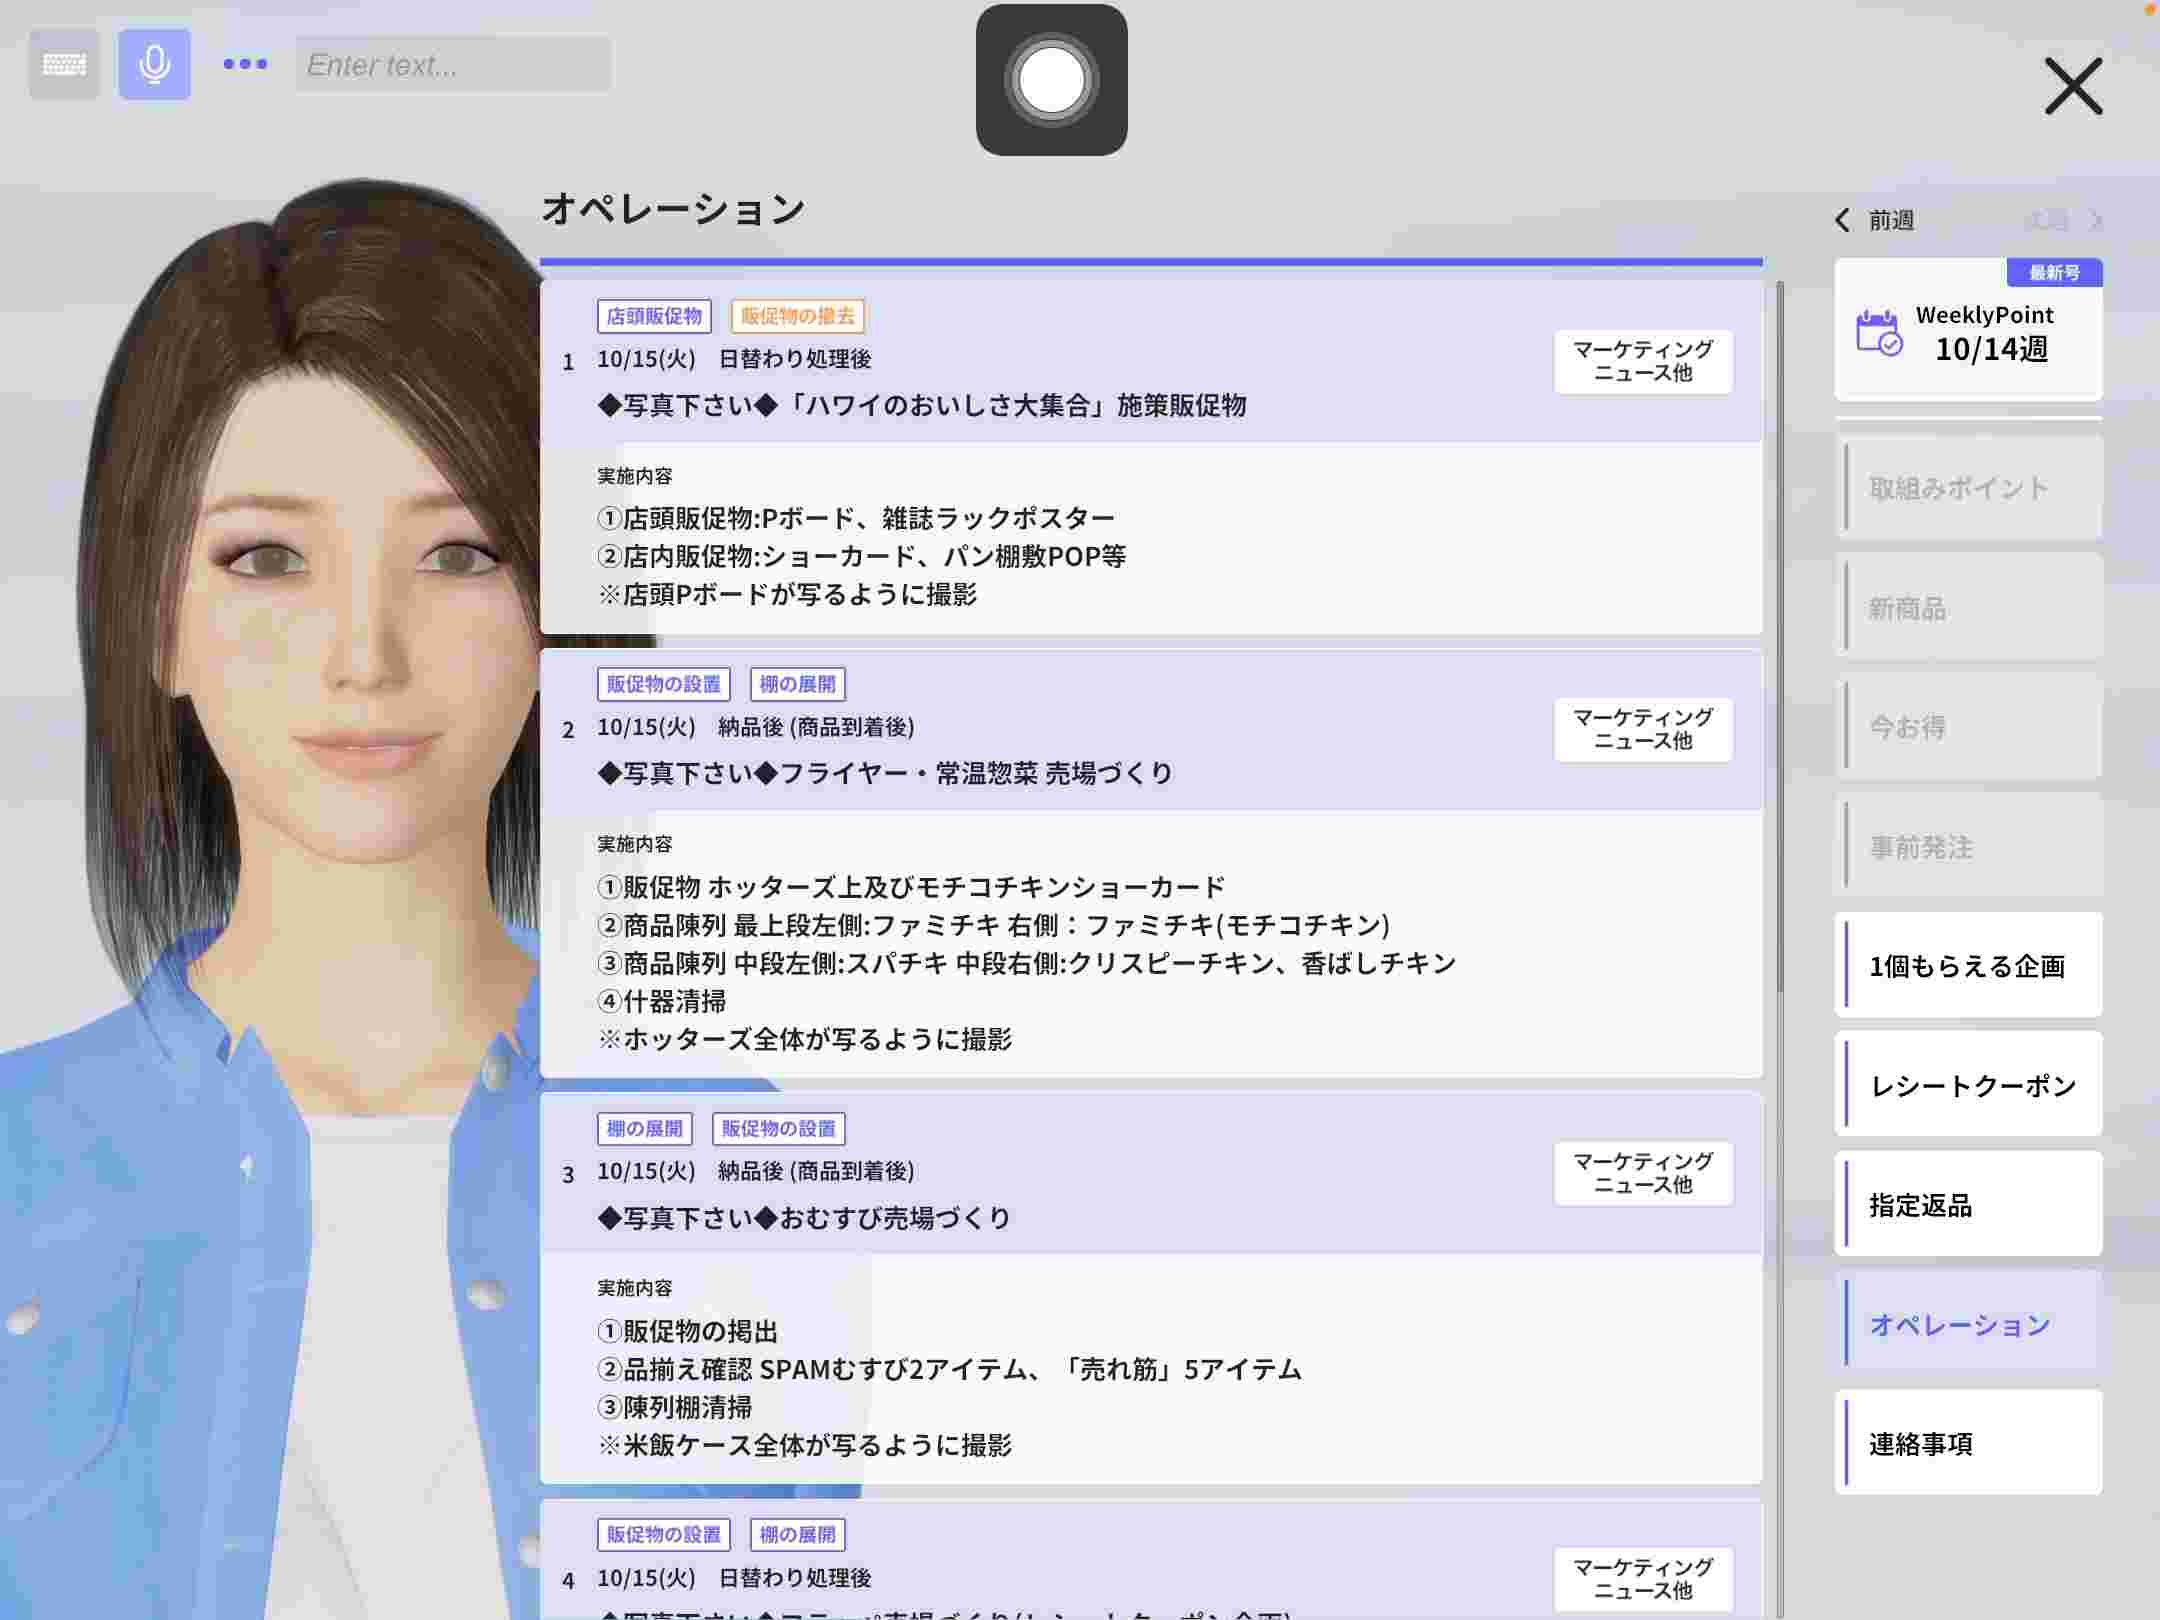 Enter text...
オペレーション
前週
次週
最新号
WeeklyPoint
10/14週
店頭販促物 販促物の撤去
1 10/15(火) 日替わり処理後
◆写真下さい◆「ハワイのおいしさ大集合」施策販促物
マーケティング
ニュース他
実施内容
①店頭販促物:Pボード、雑誌ラックポスター
②店内販促物:ショーカード、パン棚敷POP等
※店頭Pボードが写るように撮影
販促物の設置 棚の展開
2 10/15(火) 納品後 (商品到着後)
◆写真下さい◆フライヤー・常温惣菜 売場づくり
マーケティング
ニュース他
実施内容
①販促物 ホッターズ上及びモチコチキンショーカード
②商品陳列 最上段左側:ファミチキ 右側：ファミチキ(モチコチキン)
③商品陳列 中段左側:スパチキ 中段右側:クリスピーチキン、香ばしチキン
④什器清掃
※ホッターズ全体が写るように撮影
棚の展開 販促物の設置
3 10/15(火) 納品後 (商品到着後)
◆写真下さい◆おむすび売場づくり
マーケティング
ニュース他
実施内容
①販促物の掲出
②品揃え確認 SPAMむすび2アイテム、「売れ筋」5アイテム
③陳列棚清掃
※米飯ケース全体が写るように撮影
販促物の設置 棚の展開
4 10/15(火) 日替わり処理後
マーケティング
ニュース他
取組みポイント
新商品
今お得
事前発注
1個もらえる企画
レシートクーポン
指定返品
オペレーション
連絡事項